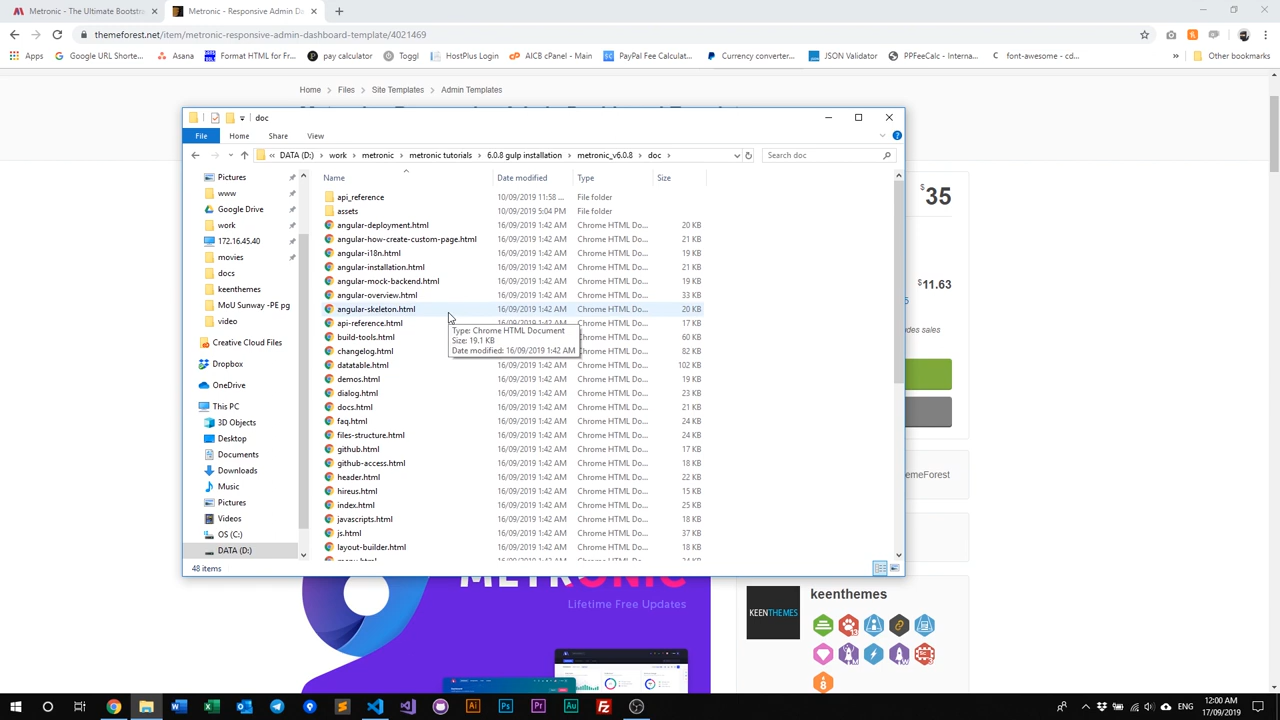 Metronic - The Ultimate Bootstra
Metronic - Responsive Admin De
themeforest.net/item/metronic-responsive-admin-dashboard-template/4021469
Apps
Google URL Shorest...
Asana
Format HTML for Fr...
pay calculator
Toggl
HostPlus Login
AICB cPanel - Main
PayPal Fee Calculat...
Currency converter...
JSON Validator
PPFeeCalc - Interna...
font-awesome - cd...
»
Other bookmarks
Home
Files
Site Templates
Admin Templates
doc
File
Home
Share
View
« DATA (D:) > work > metronic > metronic tutorials > 6.0.8 gulp installation > metronic_v6.0.8 > doc >
Search doc
Name
Date modified
Type
Size
Pictures
www
Google Drive
work
172.16.45.40
movies
docs
keenthemes
MoU Sunway -PE pg
video
Creative Cloud Files
Dropbox
OneDrive
This PC
3D Objects
Desktop
Documents
Downloads
Music
Pictures
Videos
OS (C:)
DATA (D:)
api_reference 10/09/2019 11:58 ... File folder
assets 10/09/2019 5:04 PM File folder
angular-deployment.html 16/09/2019 1:42 AM Chrome HTML Do... 20 KB
angular-how-create-custom-page.html 16/09/2019 1:42 AM Chrome HTML Do... 21 KB
angular-i18n.html 16/09/2019 1:42 AM Chrome HTML Do... 19 KB
angular-installation.html 16/09/2019 1:42 AM Chrome HTML Do... 21 KB
angular-mock-backend.html 16/09/2019 1:42 AM Chrome HTML Do... 19 KB
angular-overview.html 16/09/2019 1:42 AM Chrome HTML Do... 33 KB
angular-skeleton.html 16/09/2019 1:42 AM Chrome HTML Do... 20 KB
api-reference.html 16/09/2019 1:42 AM Chrome HTML Do... 17 KB
build-tools.html 60 KB
changelog.html 82 KB
datatable.html 16/09/2019 1:42 AM Chrome HTML Do... 102 KB
demos.html 16/09/2019 1:42 AM Chrome HTML Do... 19 KB
dialog.html 16/09/2019 1:42 AM Chrome HTML Do... 23 KB
docs.html 16/09/2019 1:42 AM Chrome HTML Do... 21 KB
faq.html 16/09/2019 1:42 AM Chrome HTML Do... 24 KB
files-structure.html 16/09/2019 1:42 AM Chrome HTML Do... 24 KB
github.html 16/09/2019 1:42 AM Chrome HTML Do... 17 KB
github-access.html 16/09/2019 1:42 AM Chrome HTML Do... 18 KB
header.html 16/09/2019 1:42 AM Chrome HTML Do... 22 KB
hireus.html 16/09/2019 1:42 AM Chrome HTML Do... 15 KB
index.html 16/09/2019 1:42 AM Chrome HTML Do... 25 KB
javascripts.html 16/09/2019 1:42 AM Chrome HTML Do... 18 KB
js.html 16/09/2019 1:42 AM Chrome HTML Do... 37 KB
layout-builder.html 16/09/2019 1:42 AM Chrome HTML Do... 18 KB
Type: Chrome HTML Document
Size: 19.1 KB
Date modified: 16/09/2019 1:42 AM
48 items
$35
$11.63
des sales
emeForest
METRONIC
Lifetime Free Updates
KEENTHEMES
keenthemes
ENG
12:00 AM
17/09/2019